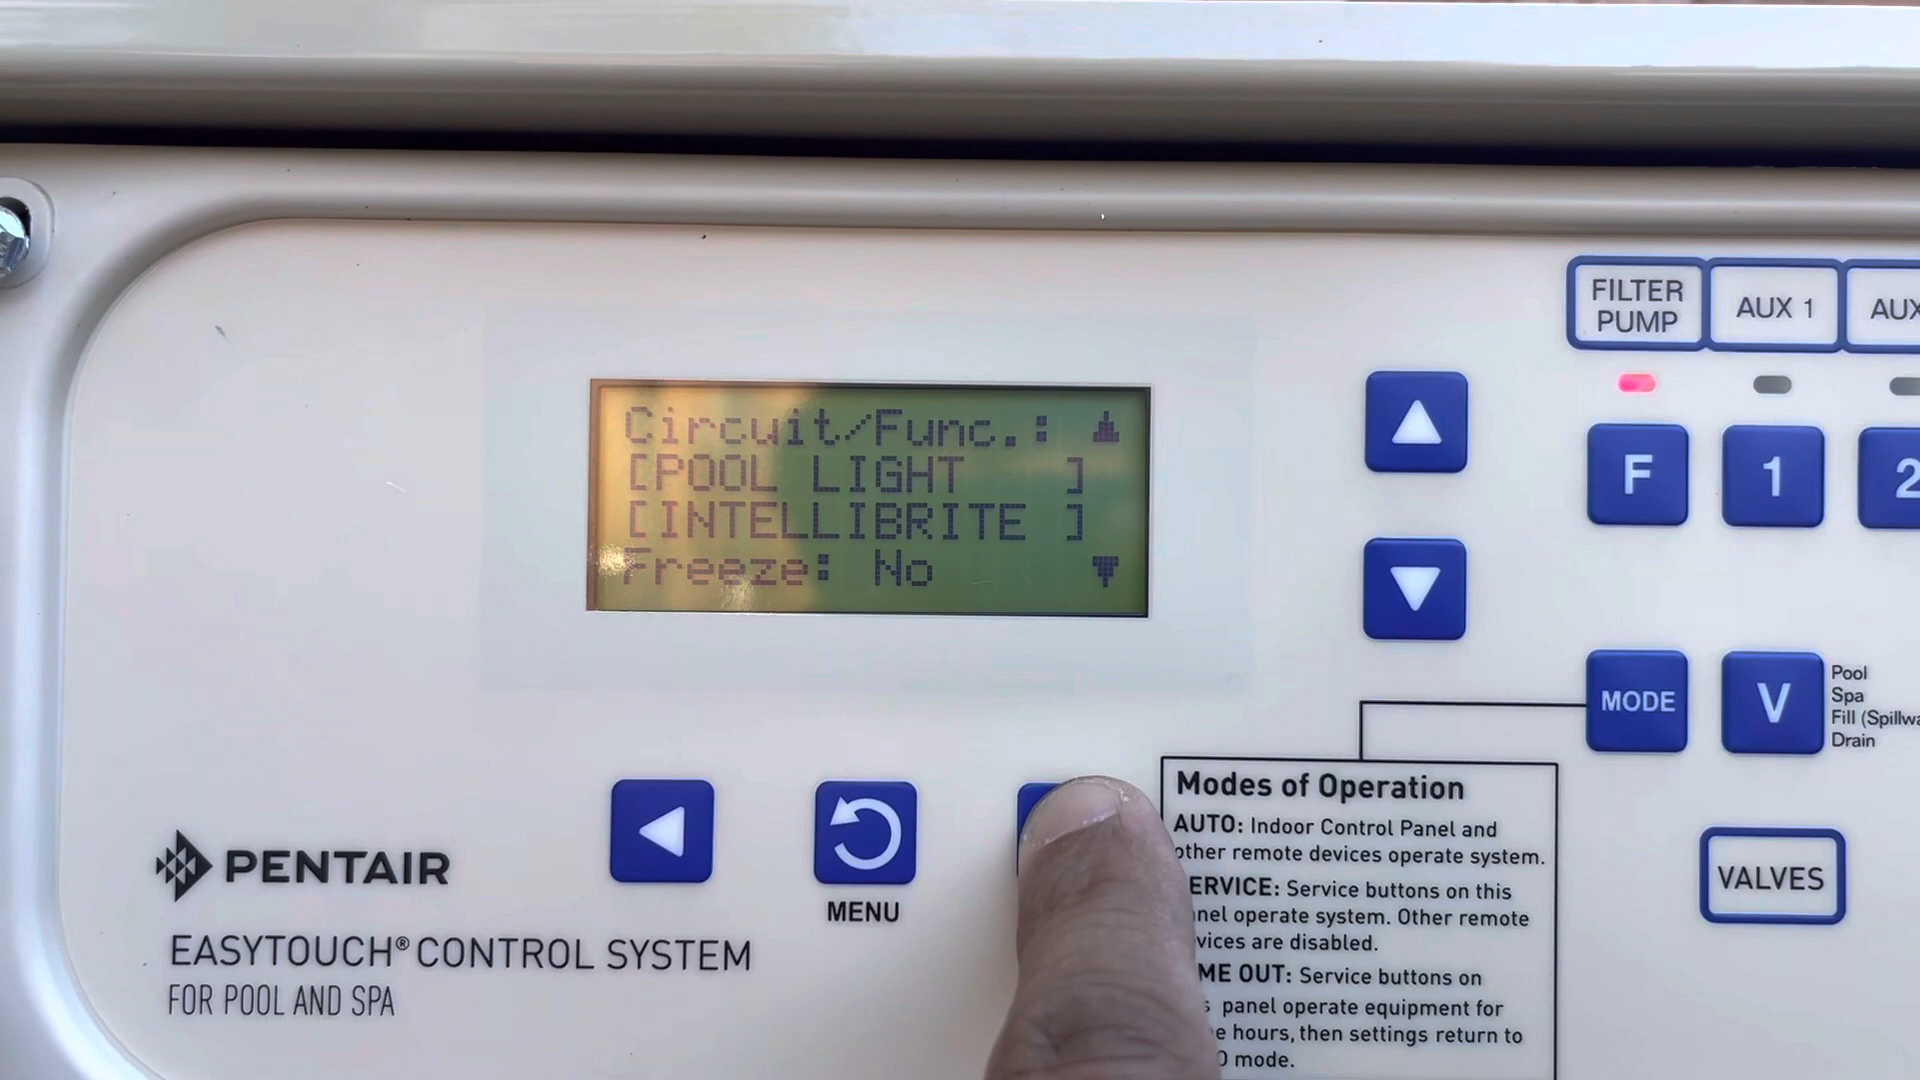 Circuit/Func.:
[POOL LIGHT ]
[INTELLIBRITE ]
Freeze: No
FILTER PUMP
AUX 1
F
1
2
MODE
V
Pool
Spa
Drain
VALVES
MENU
PENTAIR
EASYTOUCH® CONTROL SYSTEM
FOR POOL AND SPA
Modes of Operation
AUTO: Indoor Control Panel and
other remote devices operate system.
Service buttons on this
operate system. Other remote
are disabled.
Service buttons on
panel operate equipment for
hours, then settings return to
mode.